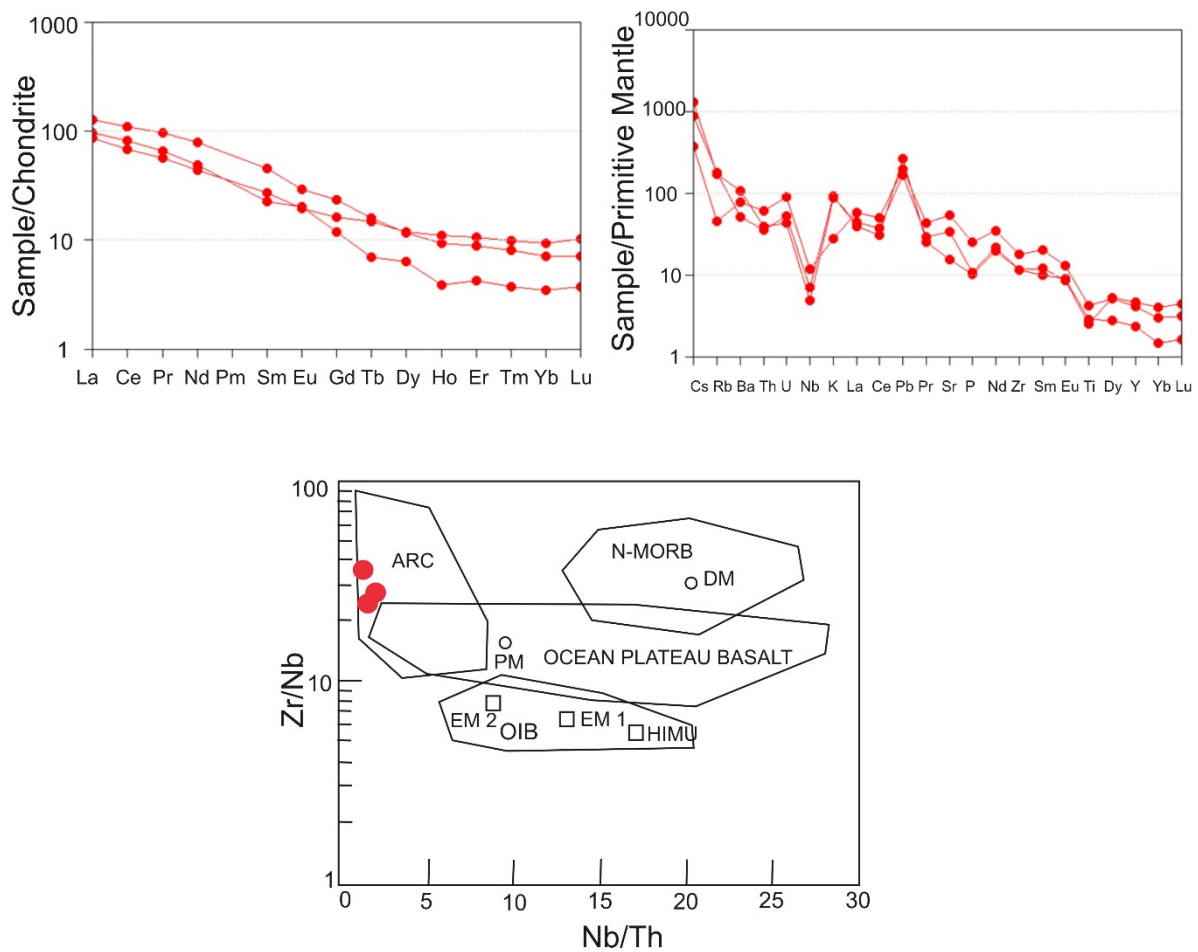 1000
100
10
1
Sample/Chondrite
La Ce Pr Nd Pm Sm Eu Gd Tb Dy Ho Er Tm Yb Lu
10000
1000
100
10
1
Sample/Primitive Mantle
Cs Rb Ba Th U Nb K La Ce Pb Pr Sr P Nd Zr Sm Eu Ti Dy Y Yb Lu
100
10
1
Zr/Nb
ARC
N-MORB
DM
PM
OCEAN PLATEAU BASALT
EM 2
OIB
EM 1
HIMU
0 5 10 15 20 25 30
Nb/Th